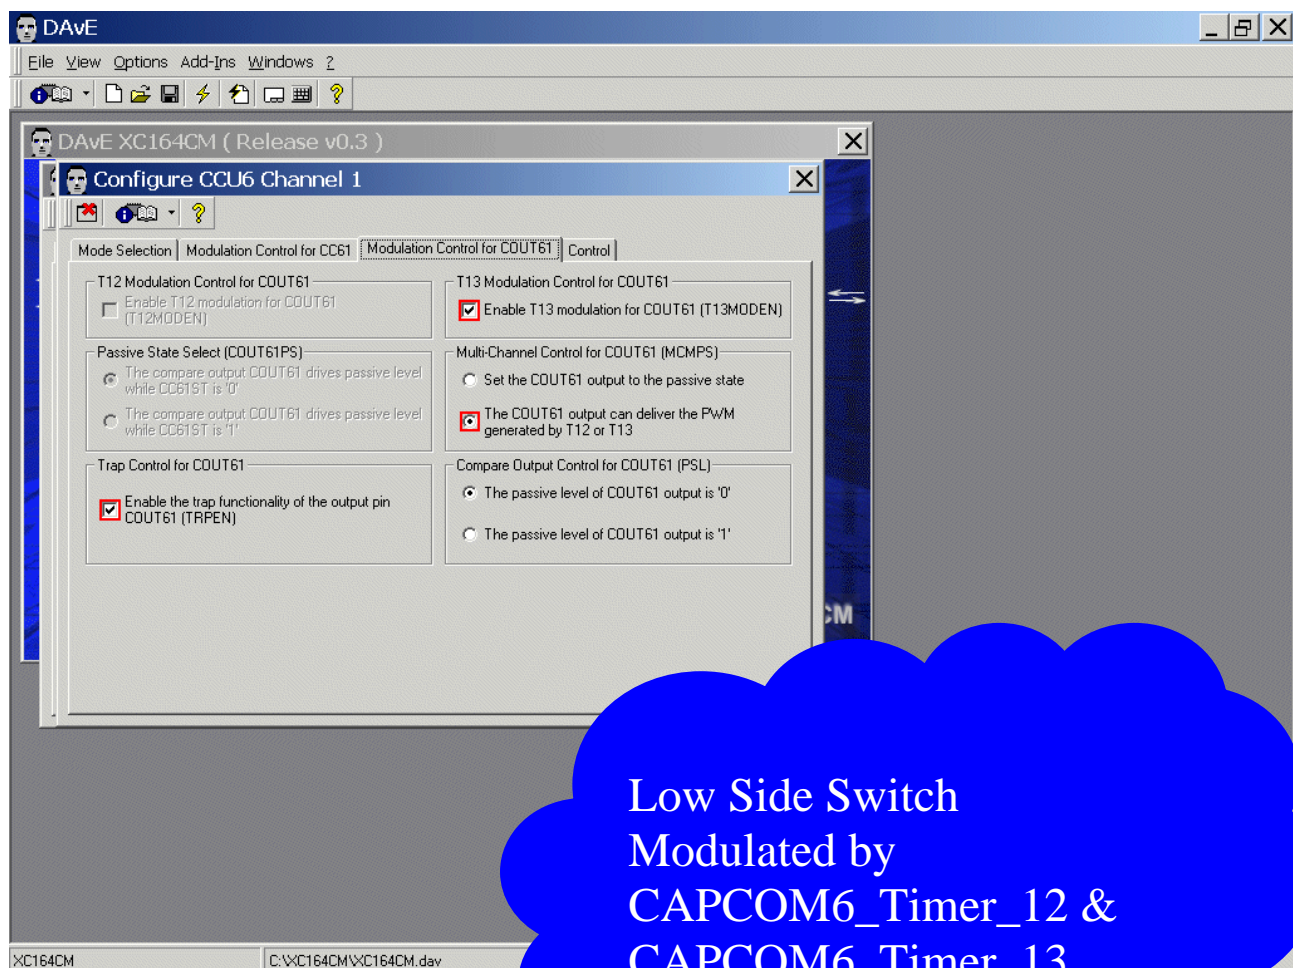 DAvE
File View Options Add-Ins Windows ?
DAvE XC164CM ( Release v0.3 )
Configure CCU6 Channel 1
Mode Selection Modulation Control for CC61 Modulation Control for COUT61 Control
T12 Modulation Control for COUT61
Enable T12 modulation for COUT61
(T12MODEN)
T13 Modulation Control for COUT61
Enable T13 modulation for COUT61 (T13MODEN)
Passive State Select (COUT61PS)
The compare output COUT61 drives passive level
while CC61ST is '0'
The compare output COUT61 drives passive level
while CC61ST is '1'
Multi-Channel Control for COUT61 (MCMPS)
Set the COUT61 output to the passive state
The COUT61 output can deliver the PWM
generated by T12 or T13
Trap Control for COUT61
Enable the trap functionality of the output pin
COUT61 (TRPEN)
Compare Output Control for COUT61 (PSL)
The passive level of COUT61 output is '0'
The passive level of COUT61 output is '1'
CM
Low Side Switch
Modulated by
CAPCOM6_Timer_12 &
CAPCOM6_Timer_13
XC164CM C:\XC164CM\XC164CM.dav